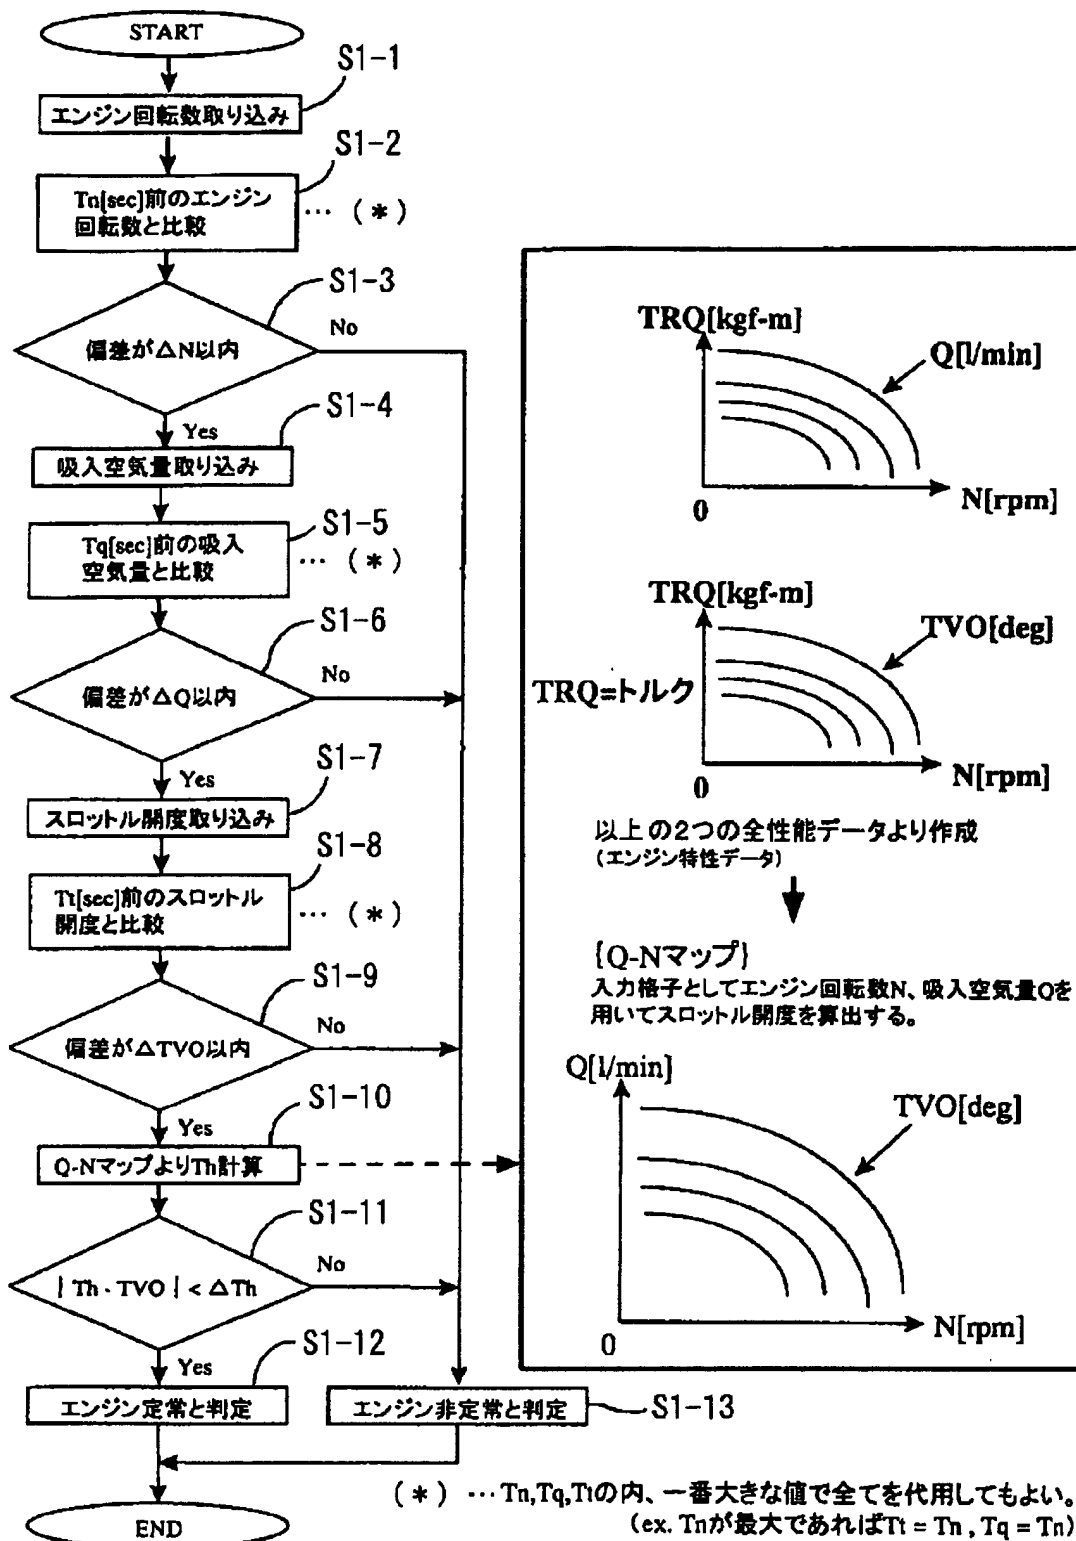 START
S1-1
エンジン回転数取り込み
S1-2
Tn[sec]前のエンジン
回転数と比較
… (*)
S1-3
偏差が△N以内
No
Yes
S1-4
吸入空気量取り込み
S1-5
Tq[sec]前の吸入
空気量と比較
… (*)
S1-6
偏差が△Q以内
No
Yes
S1-7
スロットル開度取り込み
S1-8
Tt[sec]前のスロットル
開度と比較
… (*)
S1-9
偏差が△TVO以内
No
Yes
S1-10
Q-NマップよりTh計算
S1-11
| Th - TVO | < △Th
No
Yes
S1-12
エンジン定常と判定
エンジン非定常と判定
S1-13
END
TRQ[kgf-m]
Q[l/min]
0
N[rpm]
TRQ[kgf-m]
TVO[deg]
TRQ=トルク
0
N[rpm]
以上の2つの全性能データより作成
(エンジン特性データ)
{Q-Nマップ}
入力格子としてエンジン回転数N、吸入空気量Qを
用いてスロットル開度を算出する。
Q[l/min]
TVO[deg]
0
N[rpm]
(*) …Tn,Tq,Ttの内、一番大きな値で全てを代用してもよい。
(ex. Tnが最大であればTt = Tn , Tq = Tn)